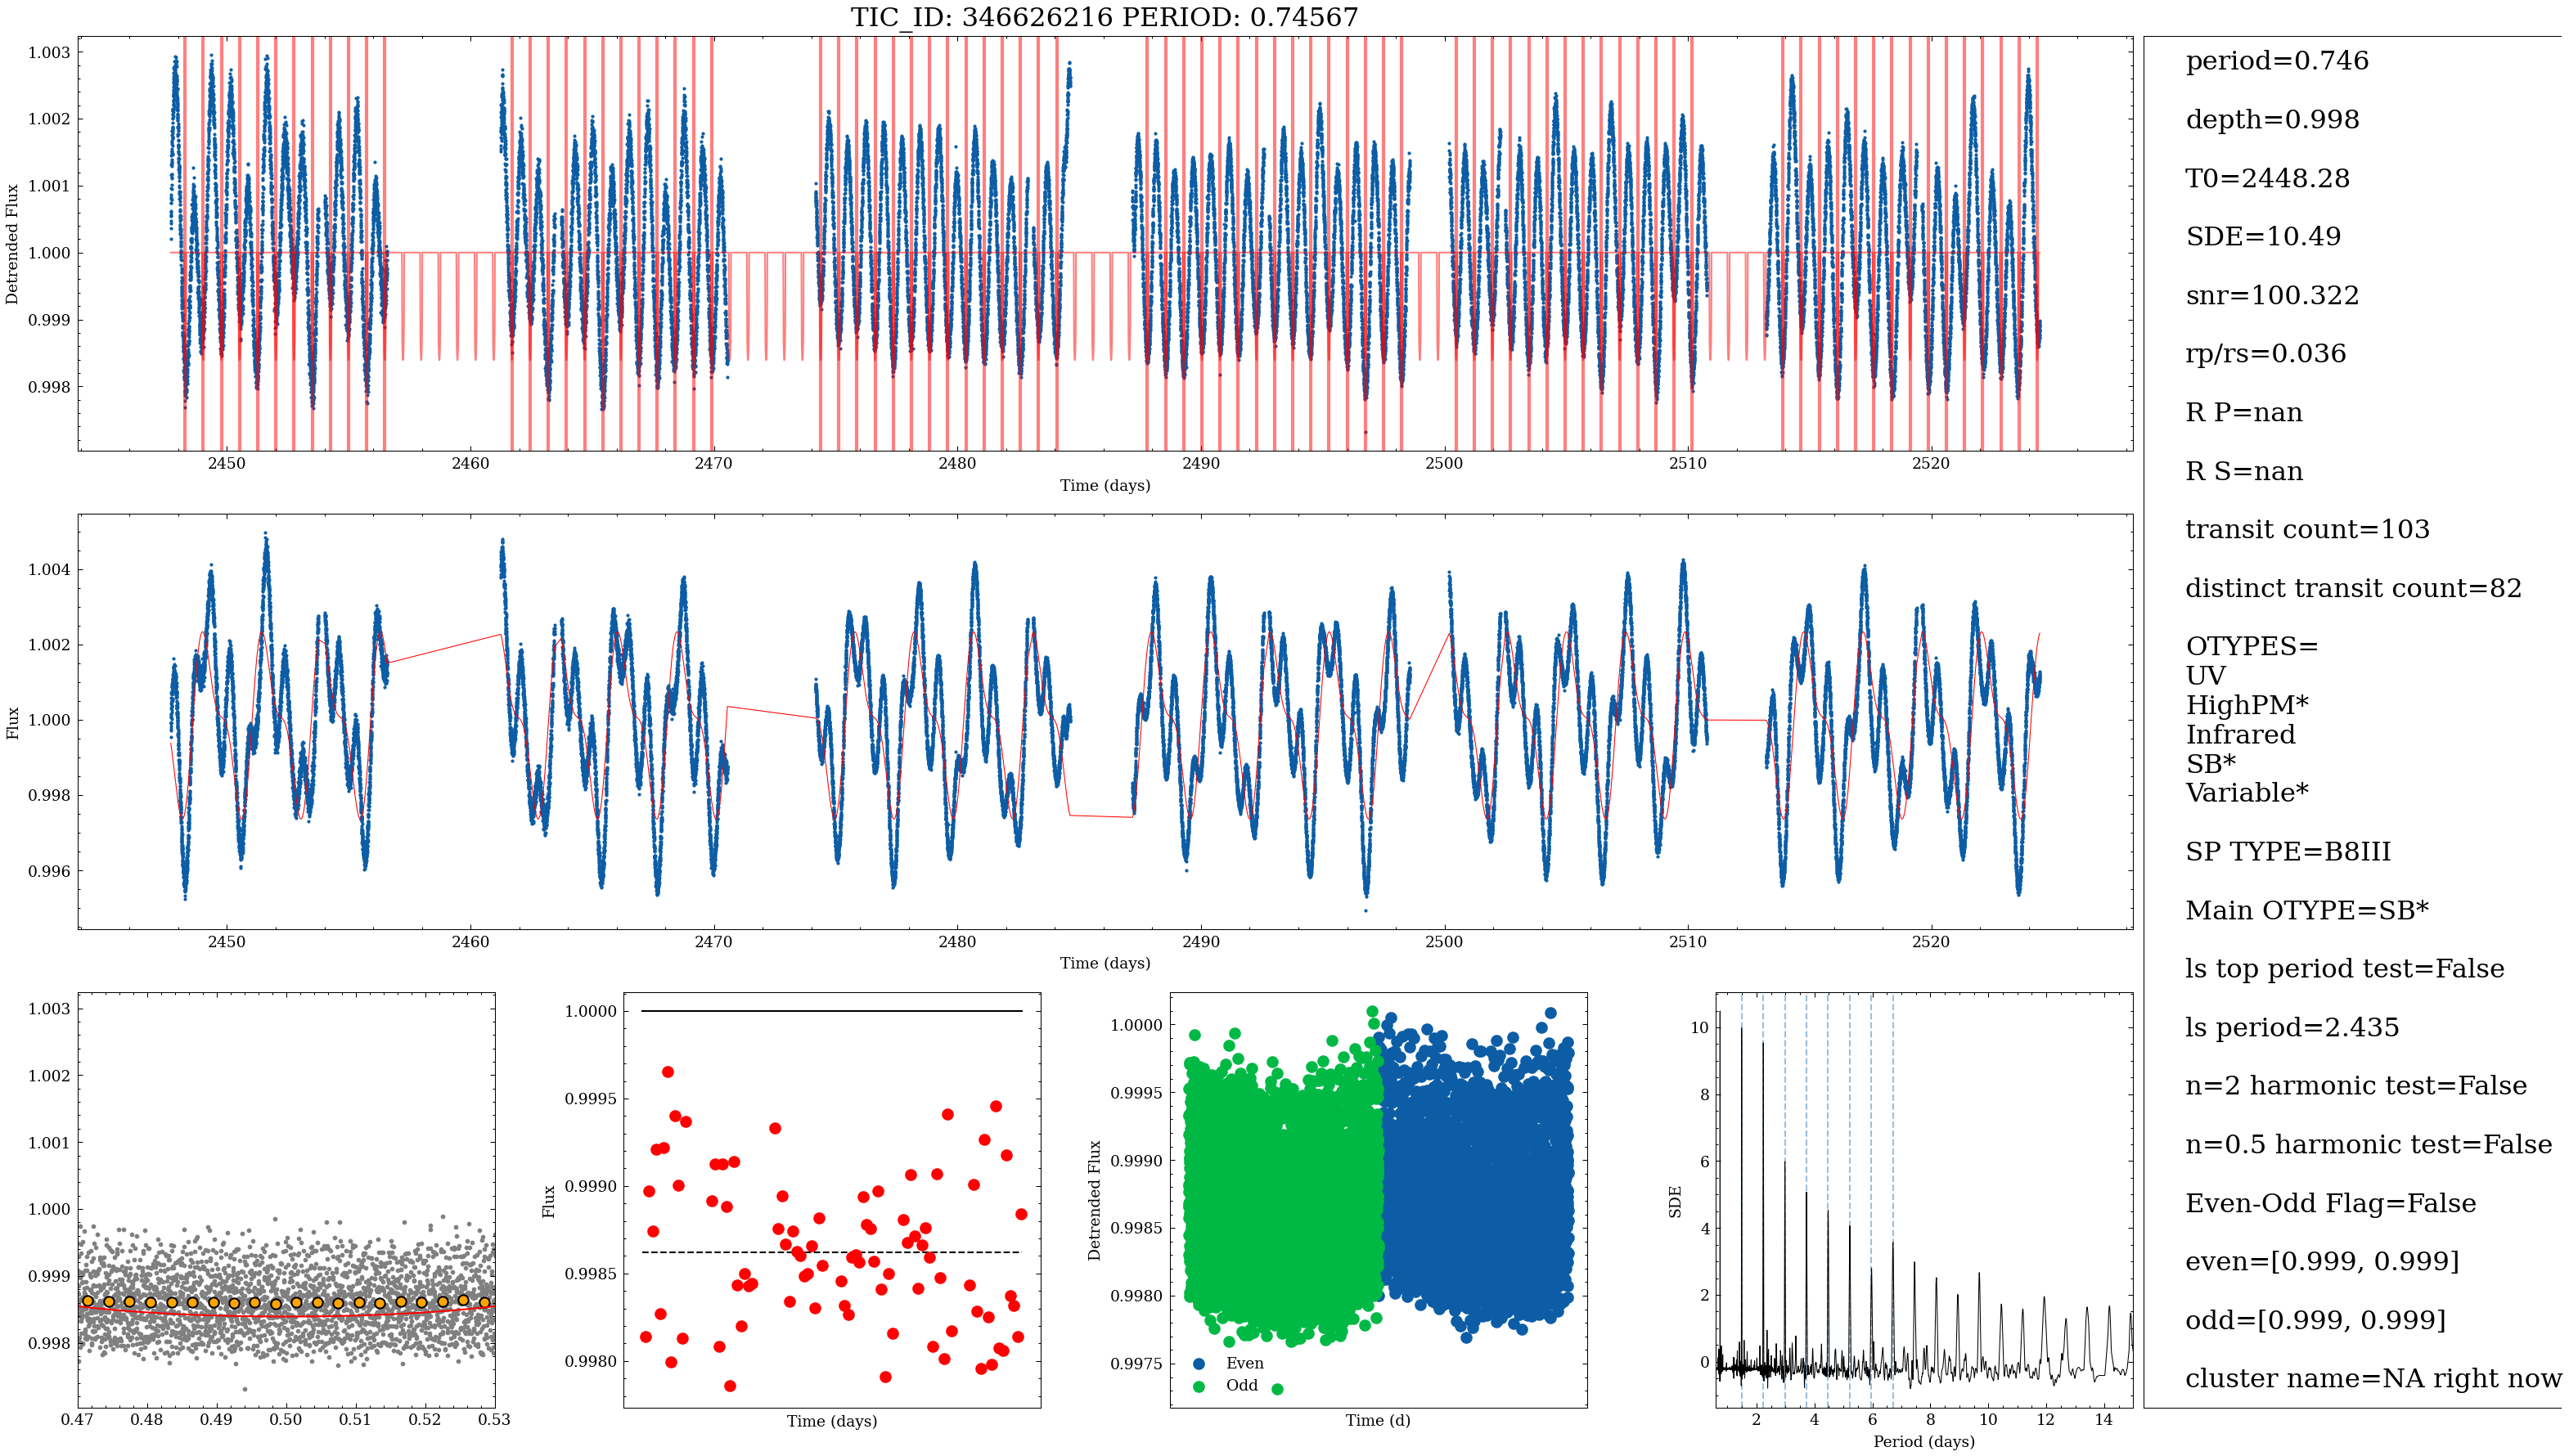 TIC_ID: 346626216 PERIOD: 0.74567
1.003
1.002
1.001
1.000
0.999
0.998
Detrended Flux
2450 2460 2470 2480 2490 2500 2510 2520
Time (days)
1.004
1.002
1.000
0.998
0.996
Flux
2450 2460 2470 2480 2490 2500 2510 2520
Time (days)
1.003
1.002
1.001
1.000
0.999
0.998
0.47 0.48 0.49 0.50 0.51 0.52 0.53
1.0000
0.9995
0.9990
0.9985
0.9980
Flux
Time (days)
1.0000
0.9995
0.9990
0.9985
0.9980
0.9975
Detrended Flux
Even
Odd
Time (d)
10
8
6
4
2
0
SDE
2 4 6 8 10 12 14
Period (days)
period=0.746
depth=0.998
T0=2448.28
SDE=10.49
snr=100.322
rp/rs=0.036
R P=nan
R S=nan
transit count=103
distinct transit count=82
OTYPES=
UV
HighPM*
Infrared
SB*
Variable*
SP TYPE=B8III
Main OTYPE=SB*
ls top period test=False
ls period=2.435
n=2 harmonic test=False
n=0.5 harmonic test=False
Even-Odd Flag=False
even=[0.999, 0.999]
odd=[0.999, 0.999]
cluster name=NA right now